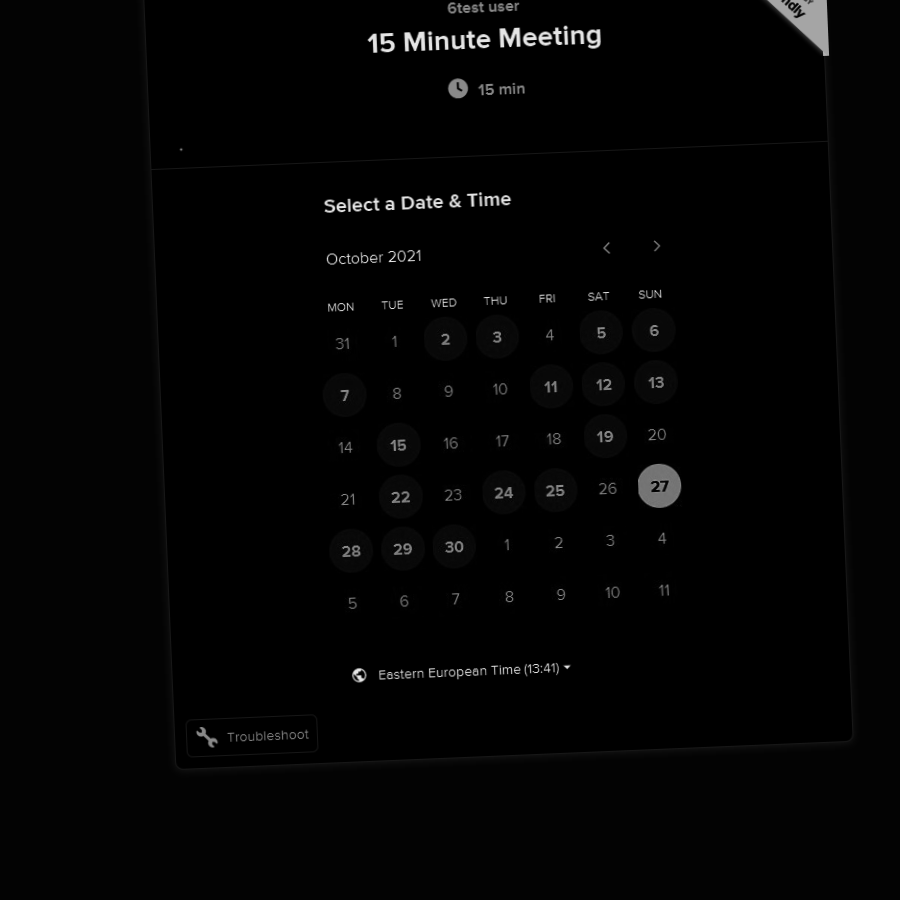 6test user
15 Minute Meeting
15 min
Select a Date & Time
October 2021
MON TUE WED THU FRI SAT SUN
31 1 2 3 4 5 6
7 8 9 10 11 12 13
14 15 16 17 18 19 20
21 22 23 24 25 26 27
28 29 30 1 2 3 4
5 6 7 8 9 10 11
Eastern European Time (13:41)
Troubleshoot